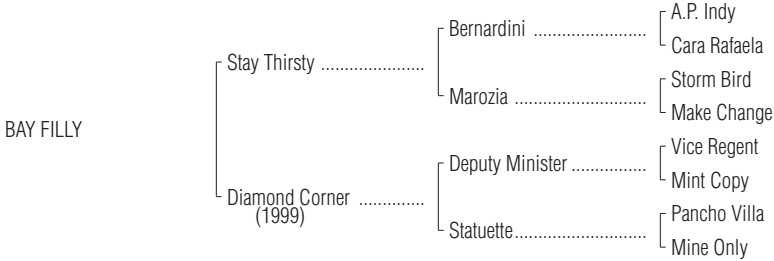 A.P. Indy
Bernardini ........................
Cara Rafaela
Stay Thirsty ......................
Storm Bird
Marozia ............................
Make Change
BAY FILLY
Vice Regent
Deputy Minister ................
Mint Copy
Diamond Corner ..............
(1999)
Pancho Villa
Statuette............................
Mine Only